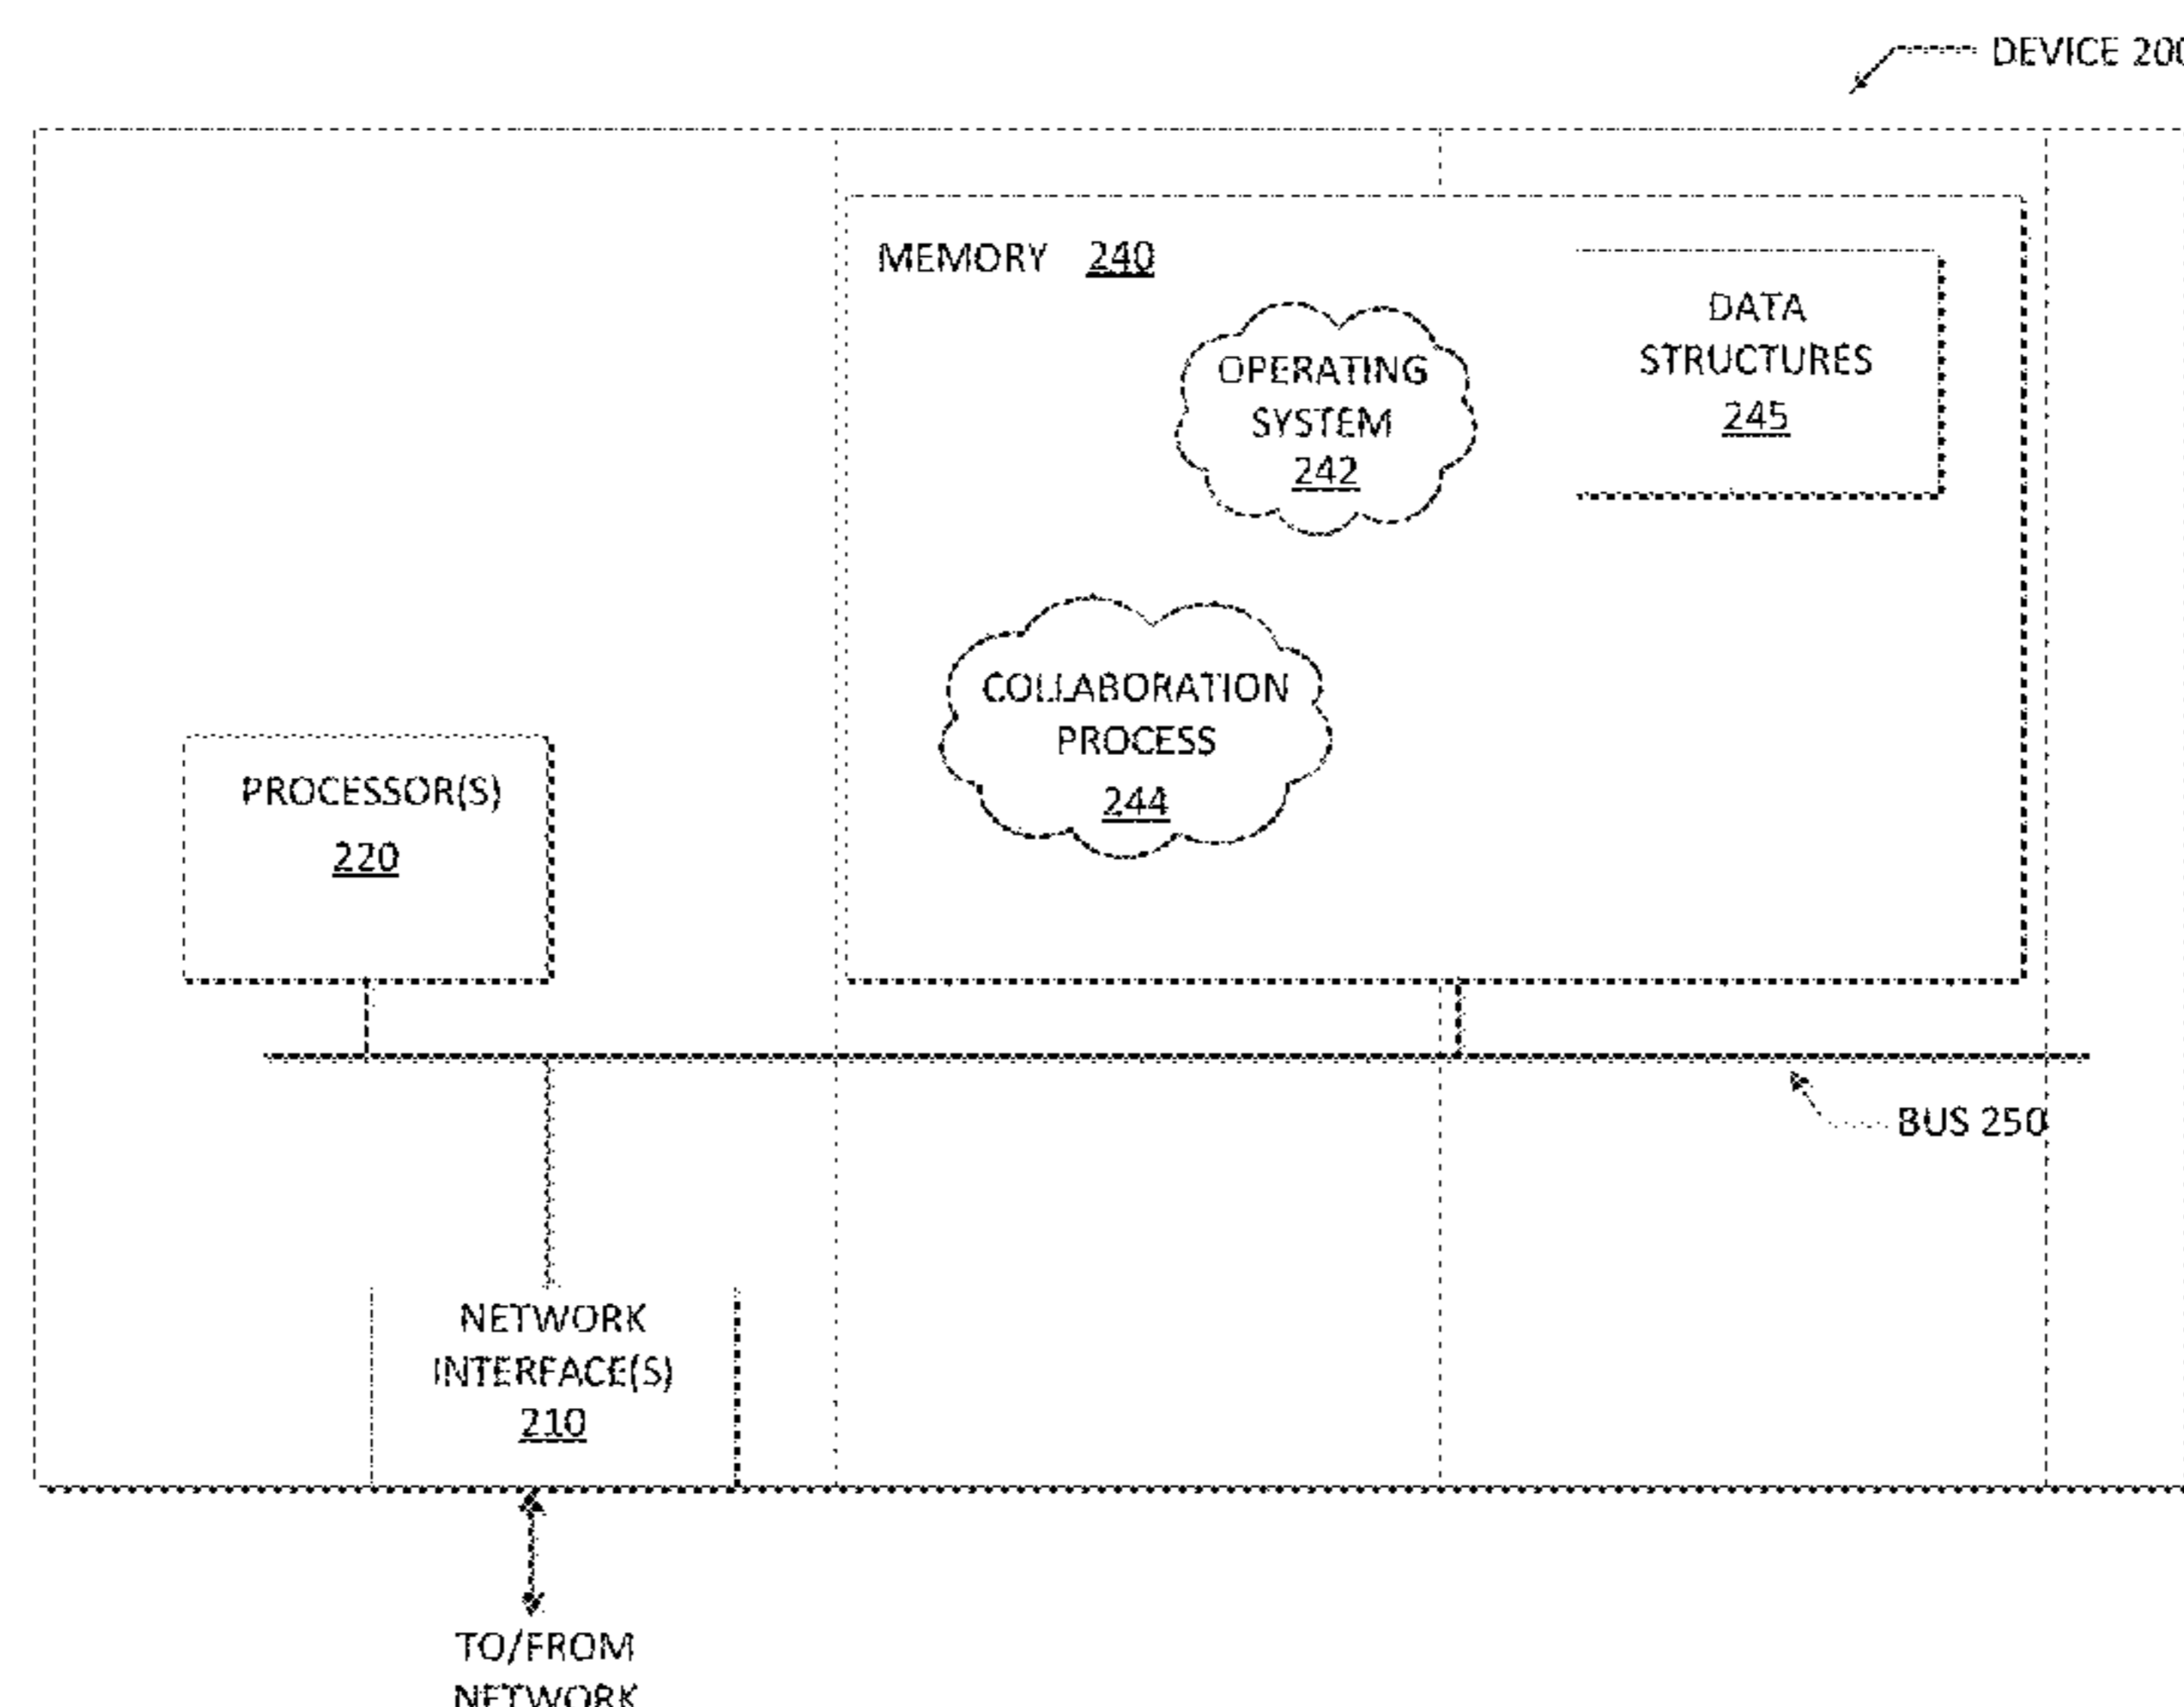 DEVICE 200
MEMORY 240
DATA
STRUCTURES
245
OPERATING
SYSTEM
242
COLLABORATION
PROCESS
244
PROCESSOR(S)
220
BUS 250
NETWORK
INTERFACE(S)
210
TO/FROM
NETWORK